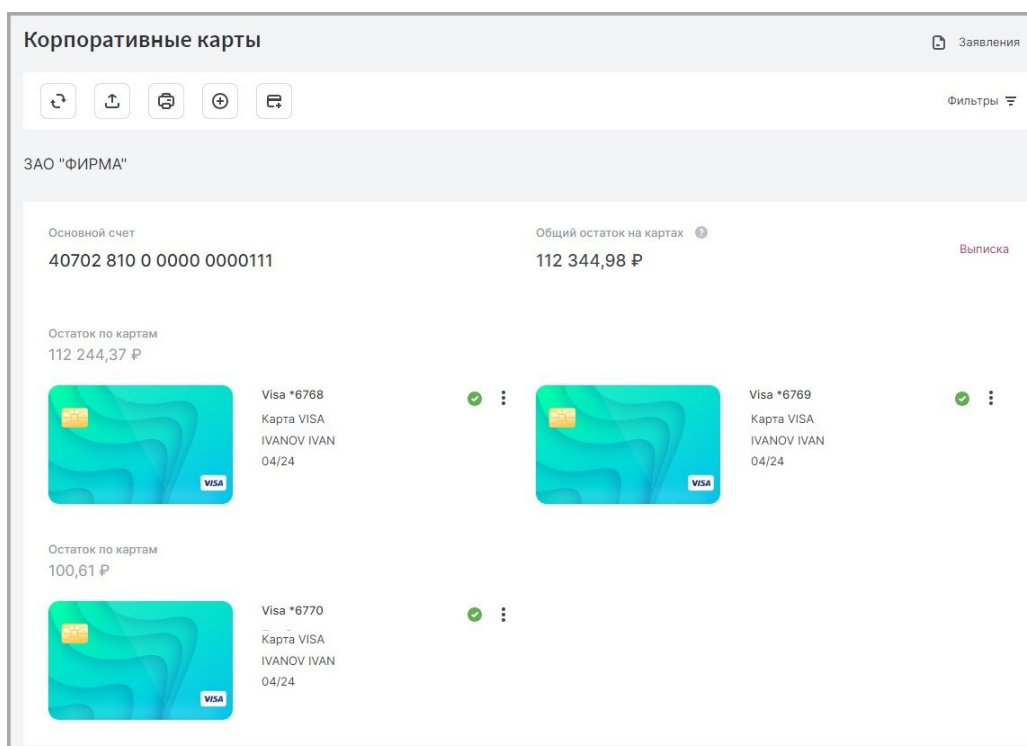 Корпоративные карты
Заявления
Фильтры
ЗАО "ФИРМА"
Основной счет
Общий остаток на картах ?
40702 810 0 0000 0000111
112 344,98 ₽
Выписка
Остаток по картам
112 244,37 ₽
Visa *6768
Карта VISA
IVANOV IVAN
04/24
VISA
Visa *6769
Карта VISA
IVANOV IVAN
04/24
VISA
Остаток по картам
100,61 ₽
Visa *6770
Карта VISA
IVANOV IVAN
04/24
VISA